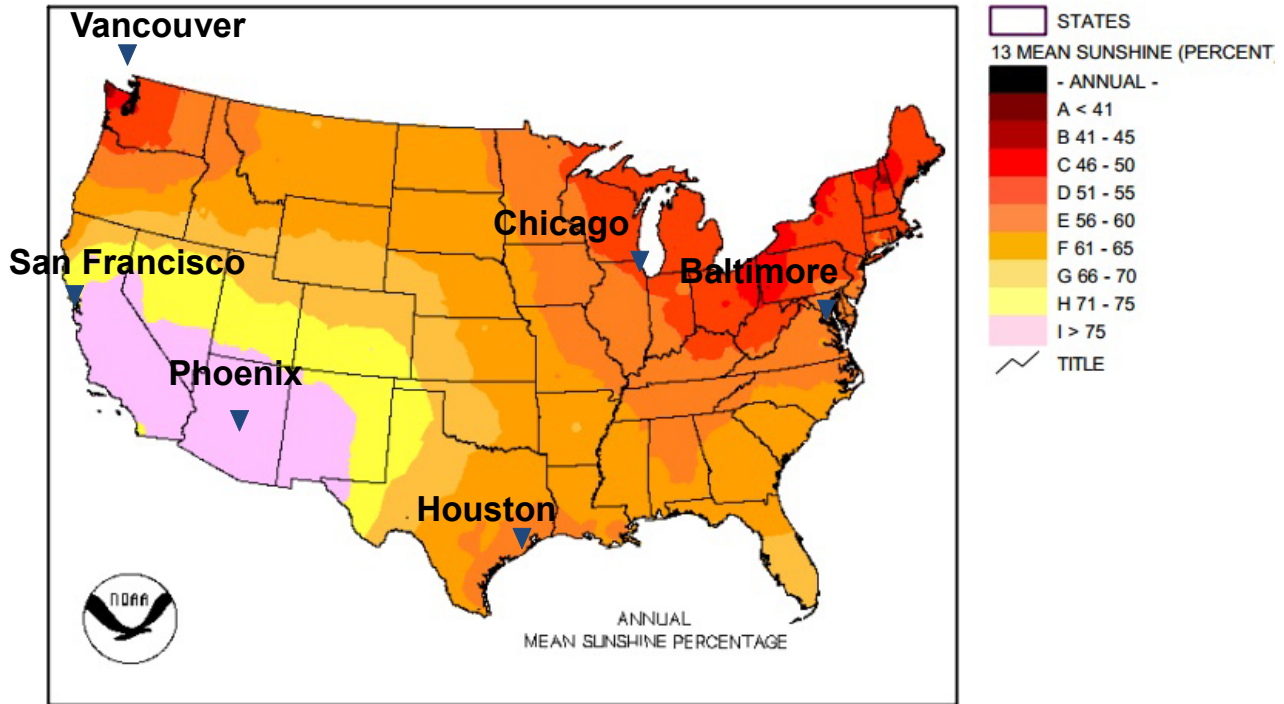 Vancouver
Chicago
San Francisco
Baltimore
Phoenix
Houston
NOAA
ANNUAL
MEAN SUNSHINE PERCENTAGE
STATES
13 MEAN SUNSHINE (PERCENT
- ANNUAL -
A < 41
B 41 - 45
C 46 - 50
D 51 - 55
E 56 - 60
F 61 - 65
G 66 - 70
H 71 - 75
I > 75
TITLE